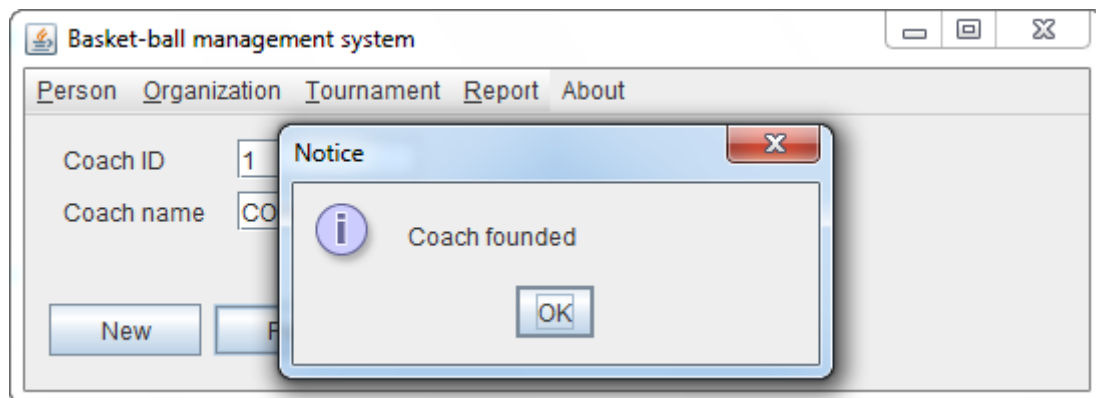 Basket-ball management system
Person Organization Tournament Report About
Notice
Coach ID 1
Coach name CO
Coach founded
OK
New